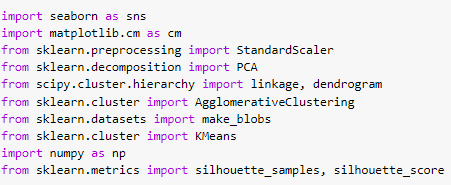 import seaborn as sns
import matplotlib.cm as cm
from sklearn.preprocessing import StandardScaler
from sklearn.decomposition import PCA
from scipy.cluster.hierarchy import linkage, dendrogram
from sklearn.cluster import AgglomerativeClustering
from sklearn.datasets import make_blobs
from sklearn.cluster import KMeans
import numpy as np
from sklearn.metrics import silhouette_samples, silhouette_score